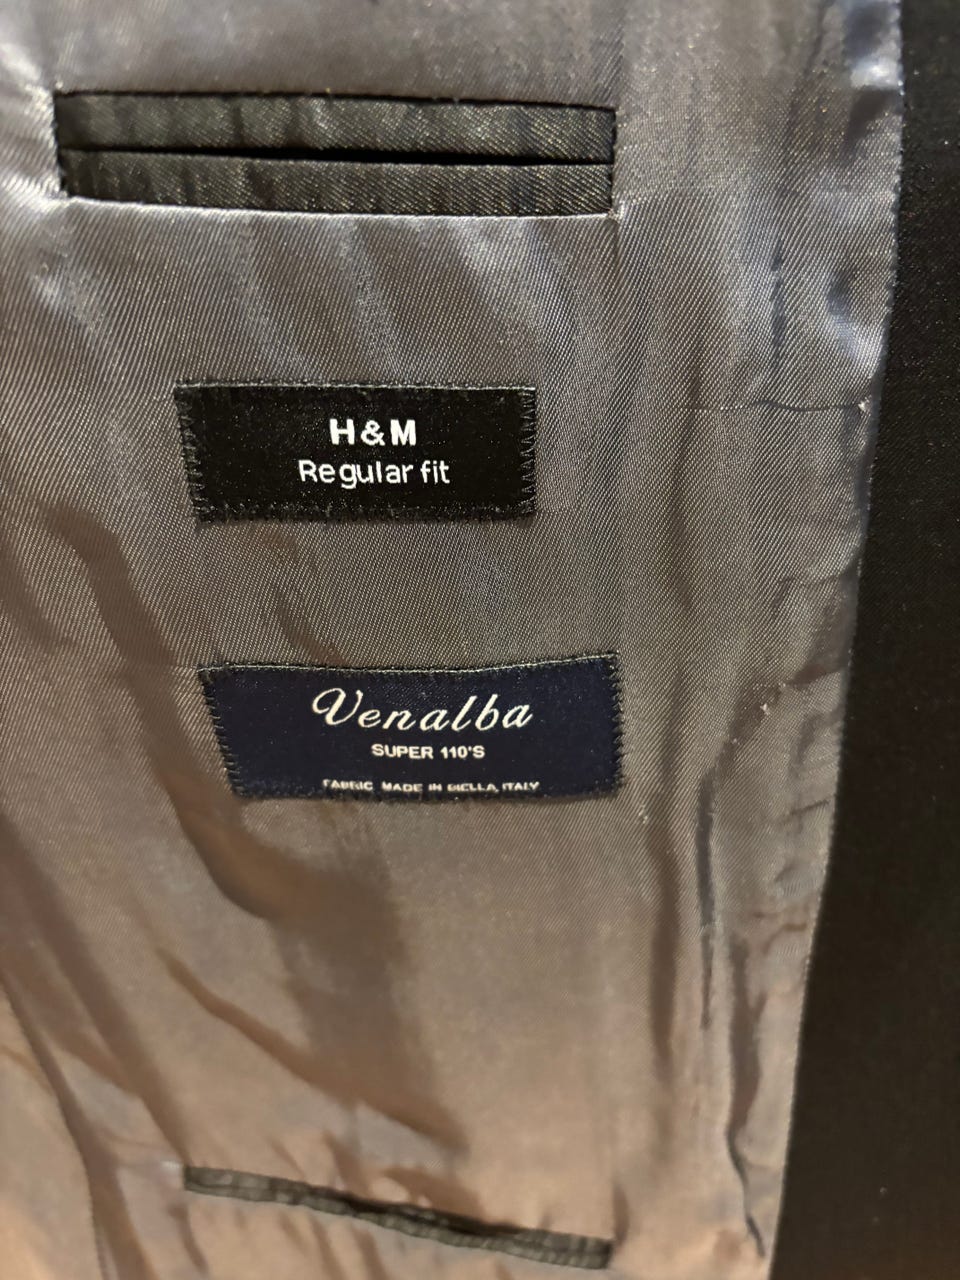 H&M
Regular fit
Venalba
SUPER 110'S
FABRIC MADE IN BIELLA, ITALY